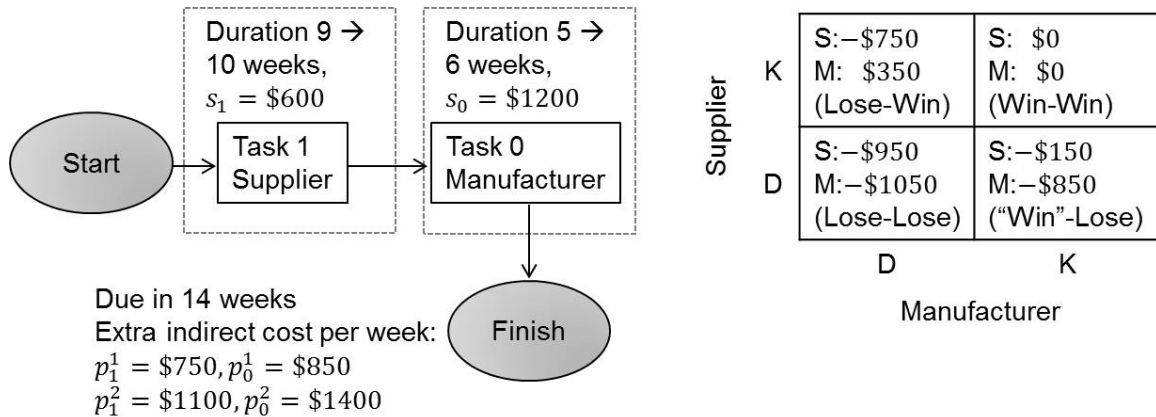 Duration 9 →
10 weeks,
s₁ = $600
Duration 5 →
6 weeks,
s₀ = $1200
Start
Task 1
Supplier
Task 0
Manufacturer
Finish
Due in 14 weeks
Extra indirect cost per week:
p₁¹ = $750, p₀¹ = $850
p₁² = $1100, p₀² = $1400
Supplier
K
S:−$750
M: $350
(Lose-Win)
S: $0
M: $0
(Win-Win)
D
S:−$950
M:−$1050
(Lose-Lose)
S:−$150
M:−$850
(“Win”-Lose)
D
K
Manufacturer